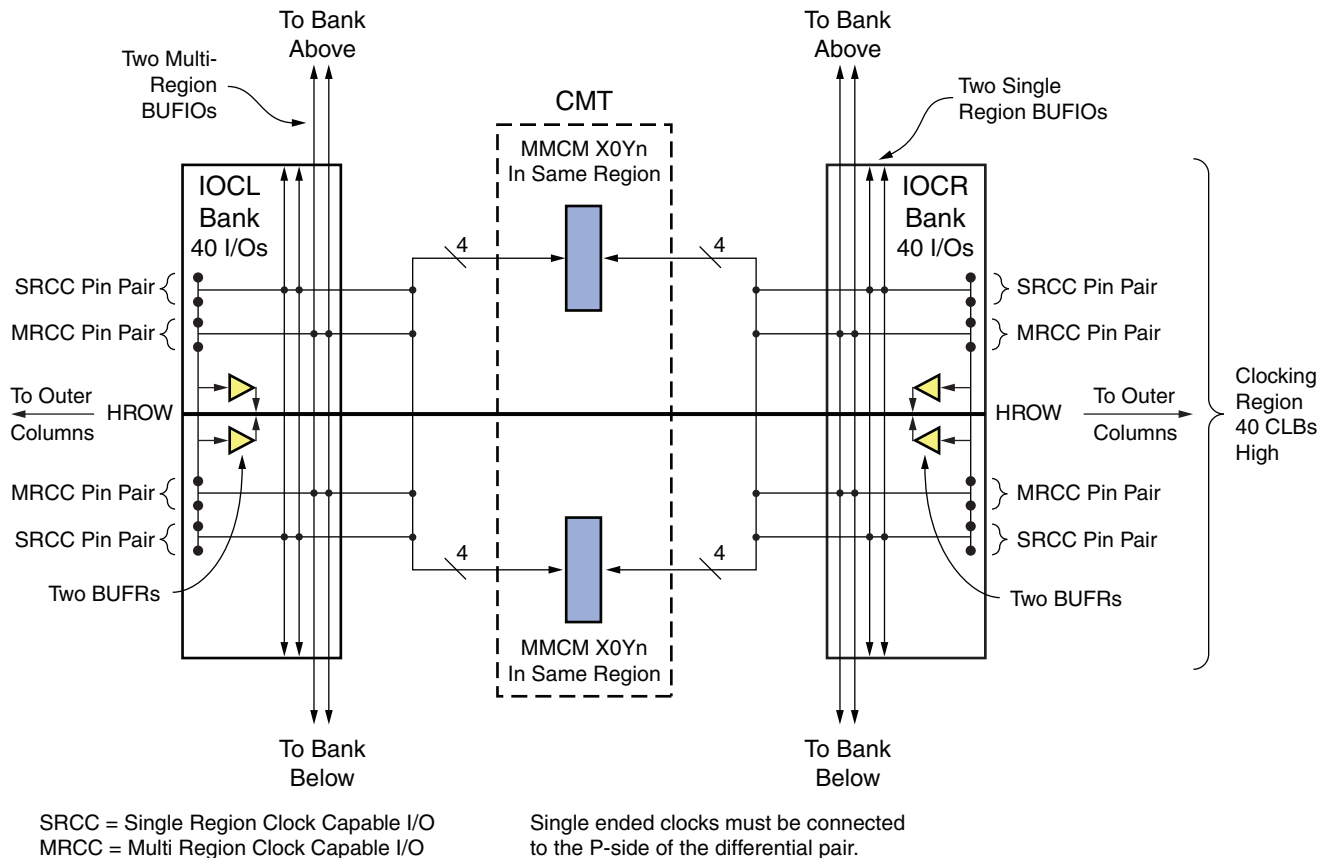 To Bank
Above
To Bank
Above
Two Multi-
Region
BUFIOs
Two Single
Region BUFIOs
CMT
MMCM X0Yn
In Same Region
IOCL
Bank
40 I/Os
IOCR
Bank
40 I/Os
4
4
SRCC Pin Pair
SRCC Pin Pair
MRCC Pin Pair
MRCC Pin Pair
To Outer
Columns
HROW
HROW
To Outer
Columns
Clocking
Region
40 CLBs
High
MRCC Pin Pair
MRCC Pin Pair
SRCC Pin Pair
SRCC Pin Pair
4
4
Two BUFRs
Two BUFRs
MMCM X0Yn
In Same Region
To Bank
Below
To Bank
Below
SRCC = Single Region Clock Capable I/O
MRCC = Multi Region Clock Capable I/O
Single ended clocks must be connected
to the P-side of the differential pair.